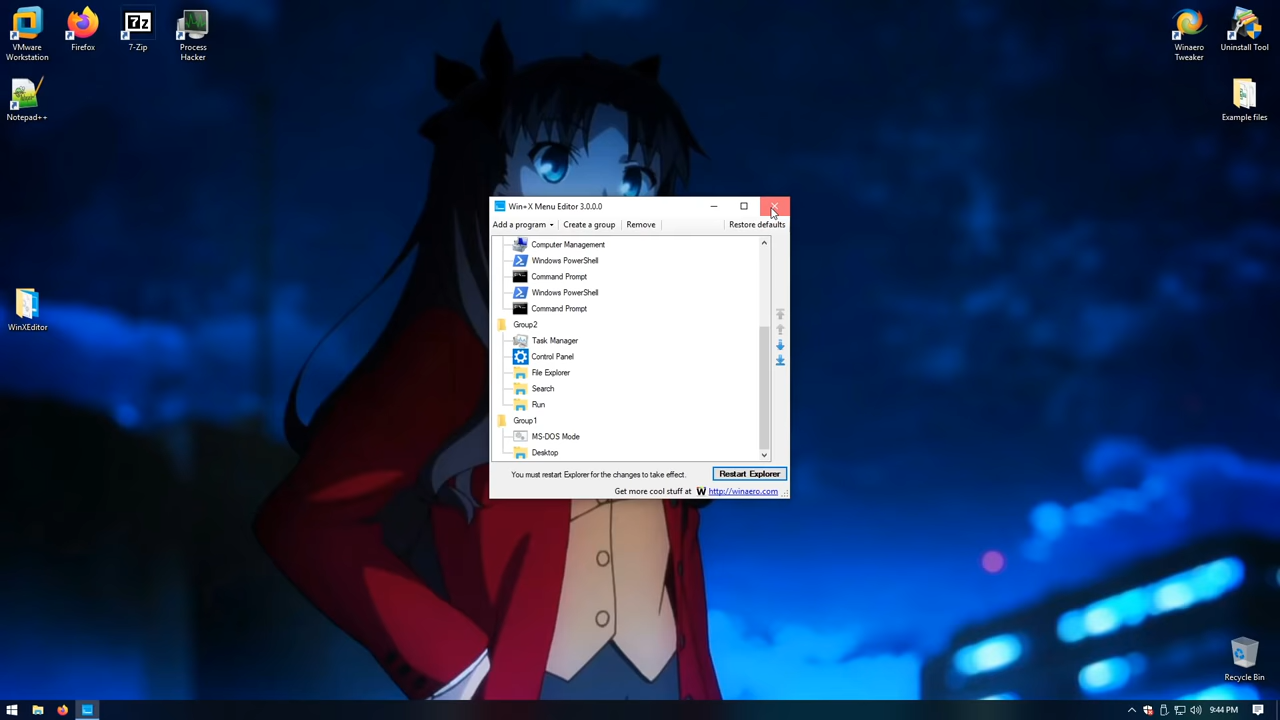 VMware
Workstation
Firefox
7-Zip
Process
Hacker
Notepad++
WinXEditor
Winaero
Tweaker
Uninstall Tool
Example files
Recycle Bin
Win+X Menu Editor 3.0.0.0
Add a program
Create a group
Remove
Restore defaults
Computer Management
Windows PowerShell
Command Prompt
Windows PowerShell
Command Prompt
Group2
Task Manager
Control Panel
File Explorer
Search
Run
Group1
MS-DOS Mode
Desktop
You must restart Explorer for the changes to take effect.
Restart Explorer
Get more cool stuff at W http://winaero.com
9:44 PM